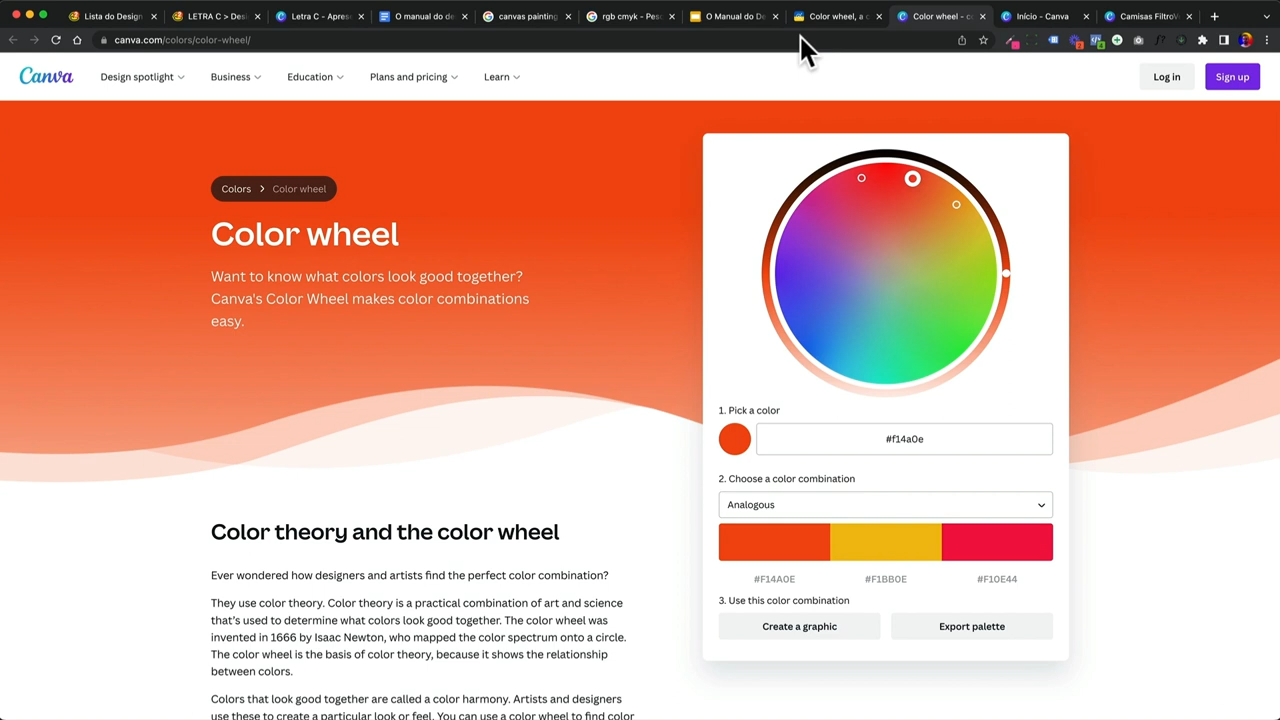 Lista do Design
LETRA C > Desi
Letra C - Apres
O manual do de
canvas painting
rgb cmyk - Pes
O Manual do De
Color wheel, a c
Color wheel - c
Início - Canva
Camisas FiltroV
canva.com/colors/color-wheel/
Canva
Design spotlight
Business
Education
Plans and pricing
Learn
Log in
Sign up
Colors > Color wheel
Color wheel
Want to know what colors look good together?
Canva's Color Wheel makes color combinations
easy.
1. Pick a color
#f14a0e
2. Choose a color combination
Analogous
#F14A0E
#F1BB0E
#F10E44
3. Use this color combination
Create a graphic
Export palette
Color theory and the color wheel
Ever wondered how designers and artists find the perfect color combination?
They use color theory. Color theory is a practical combination of art and science
that's used to determine what colors look good together. The color wheel was
invented in 1666 by Isaac Newton, who mapped the color spectrum onto a circle.
The color wheel is the basis of color theory, because it shows the relationship
between colors.
Colors that look good together are called a color harmony. Artists and designers
use these to create a particular look or feel. You can use a color wheel to find color